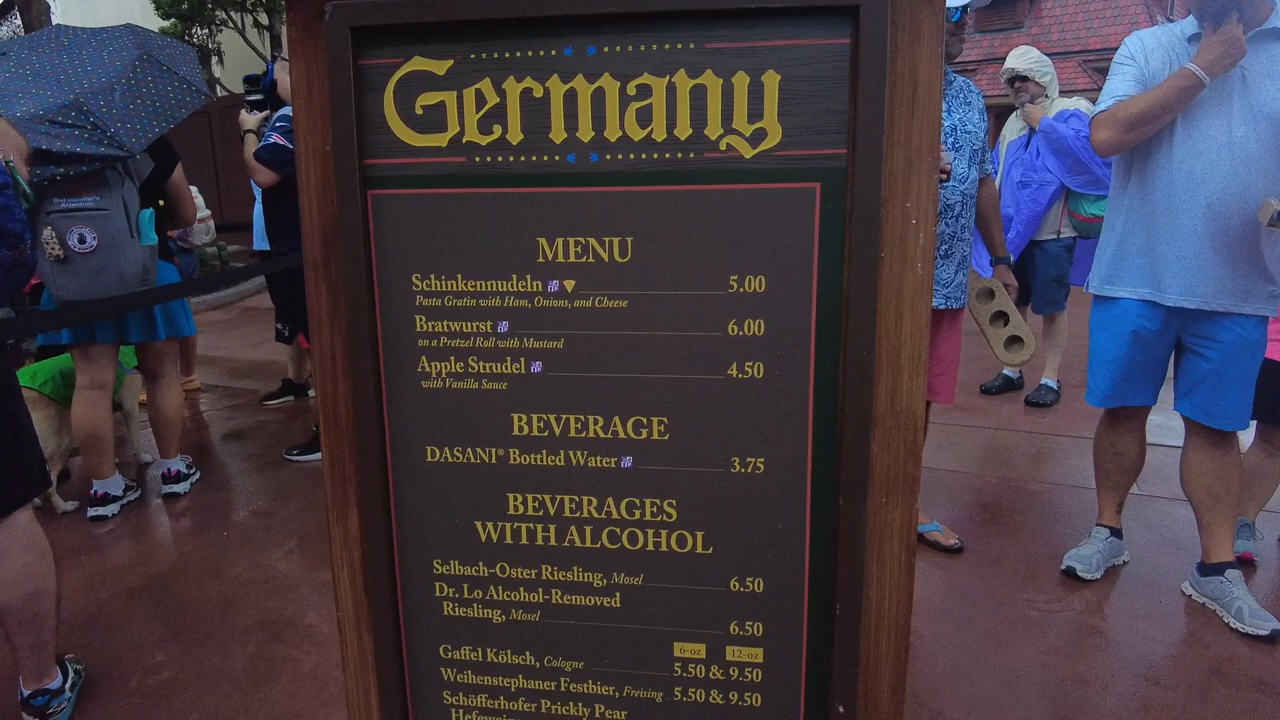 Germany
MENU
Schinkennudeln 5.00
Pasta Gratin with Ham, Onions, and Cheese
Bratwurst 6.00
on a Pretzel Roll with Mustard
Apple Strudel 4.50
with Vanilla Sauce
BEVERAGE
DASANI® Bottled Water 3.75
BEVERAGES
WITH ALCOHOL
Selbach-Oster Riesling, Mosel 6.50
Dr. Lo Alcohol-Removed
Riesling, Mosel 6.50
6-oz 12-oz
Gaffel Kölsch, Cologne 5.50 & 9.50
Weihenstephaner Festbier, Freising 5.50 & 9.50
Schöfferhofer Prickly Pear